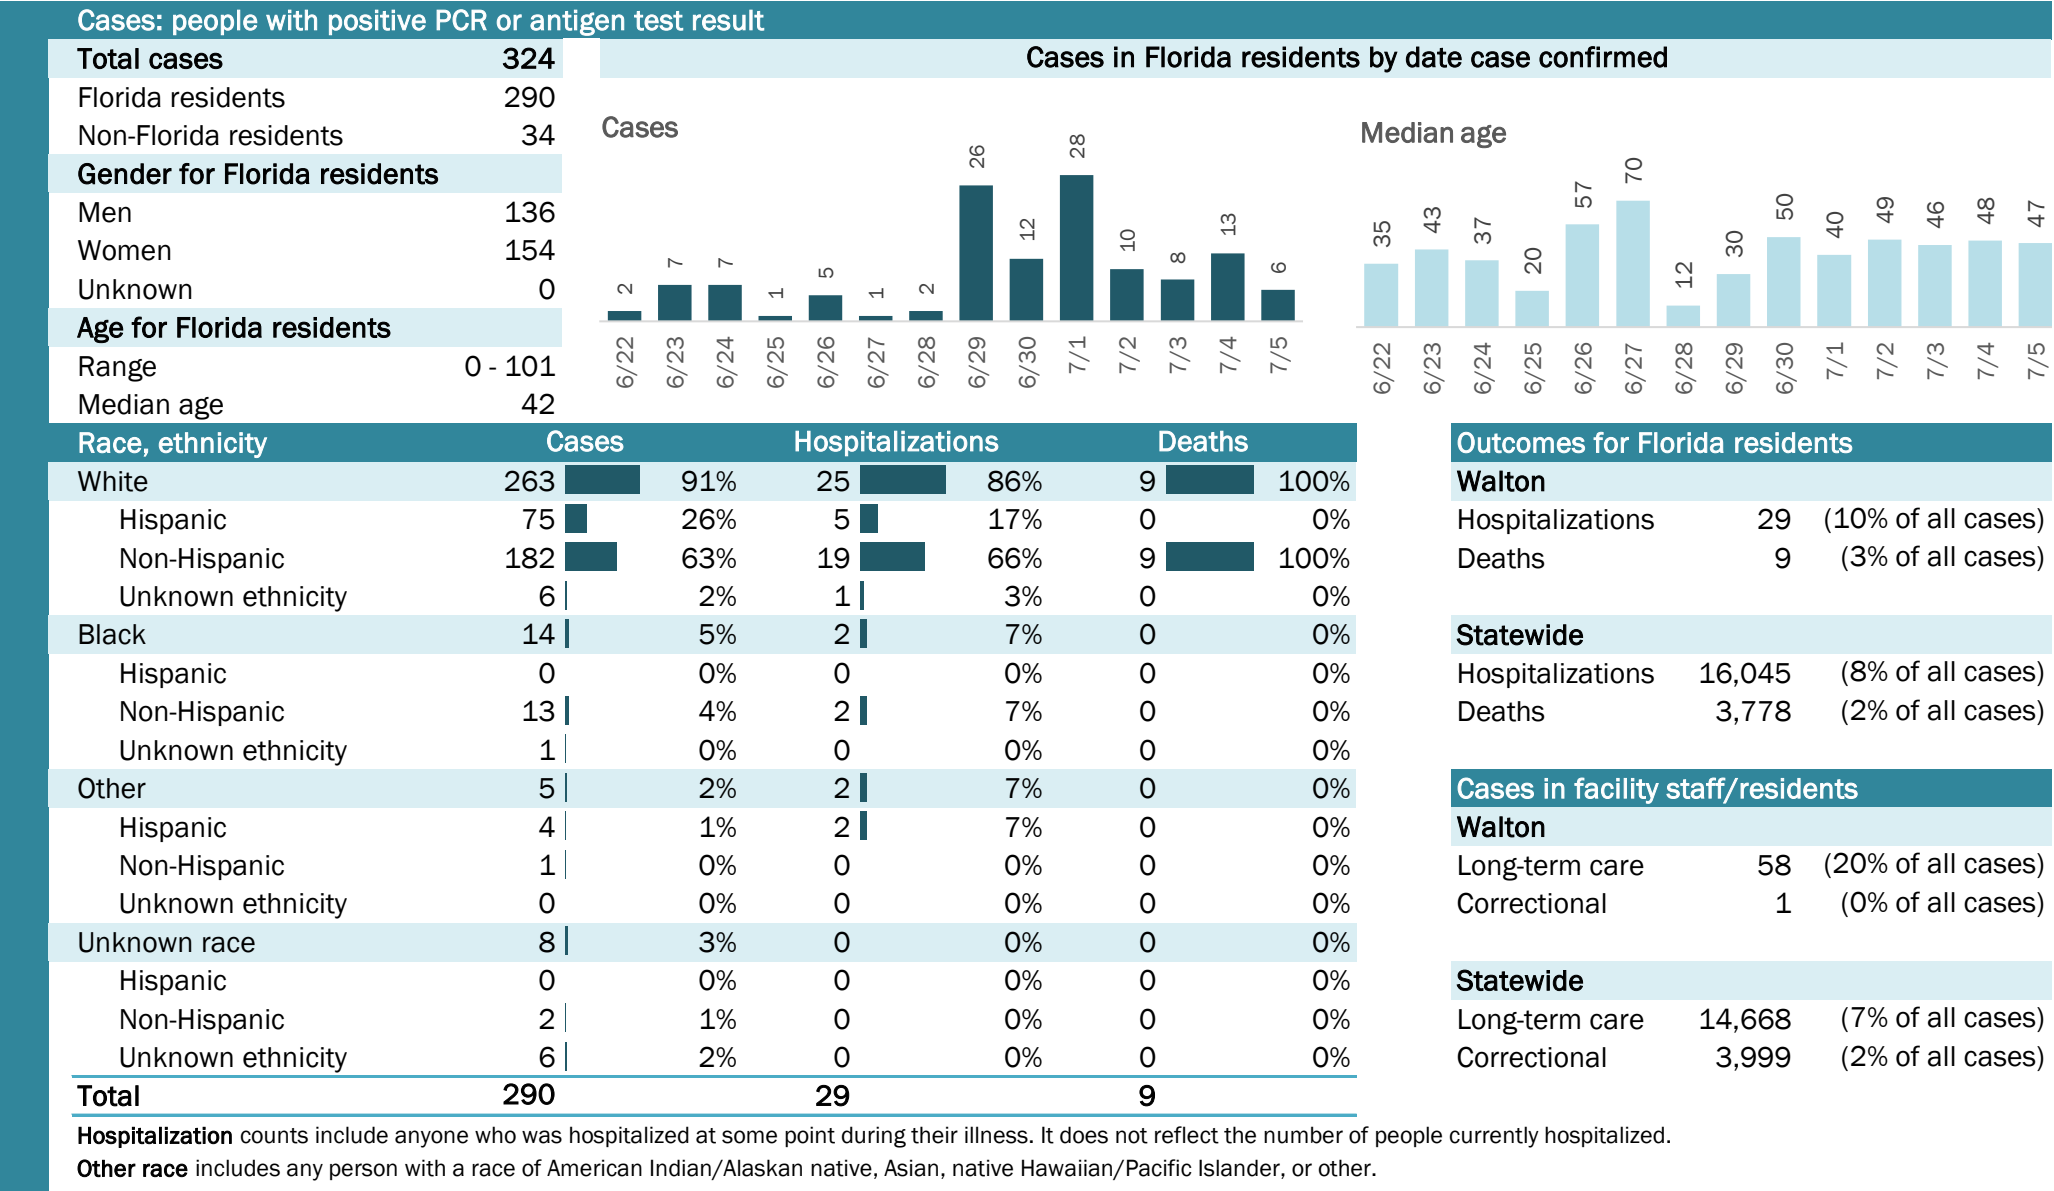 Cases: people with positive PCR or antigen test result
Total cases 324
Florida residents 290
Non-Florida residents 34
Gender for Florida residents
Men 136
Women 154
Unknown 0
Age for Florida residents
Range 0 - 101
Median age 42
Cases in Florida residents by date case confirmed
Cases
2 7 7 1 5 1 2 26 12 28 10 8 13 6
6/22 6/23 6/24 6/25 6/26 6/27 6/28 6/29 6/30 7/1 7/2 7/3 7/4 7/5
Median age
35 43 37 20 57 70 12 30 50 40 49 46 48 47
6/22 6/23 6/24 6/25 6/26 6/27 6/28 6/29 6/30 7/1 7/2 7/3 7/4 7/5
Race, ethnicity Cases Hospitalizations Deaths
White 263 91% 25 86% 9 100%
Hispanic 75 26% 5 17% 0 0%
Non-Hispanic 182 63% 19 66% 9 100%
Unknown ethnicity 6 2% 1 3% 0 0%
Black 14 5% 2 7% 0 0%
Hispanic 0 0% 0 0% 0 0%
Non-Hispanic 13 4% 2 7% 0 0%
Unknown ethnicity 1 0% 0 0% 0 0%
Other 5 2% 2 7% 0 0%
Hispanic 4 1% 2 7% 0 0%
Non-Hispanic 1 0% 0 0% 0 0%
Unknown ethnicity 0 0% 0 0% 0 0%
Unknown race 8 3% 0 0% 0 0%
Hispanic 0 0% 0 0% 0 0%
Non-Hispanic 2 1% 0 0% 0 0%
Unknown ethnicity 6 2% 0 0% 0 0%
Total 290 29 9
Outcomes for Florida residents
Walton
Hospitalizations 29 (10% of all cases)
Deaths 9 (3% of all cases)
Statewide
Hospitalizations 16,045 (8% of all cases)
Deaths 3,778 (2% of all cases)
Cases in facility staff/residents
Walton
Long-term care 58 (20% of all cases)
Correctional 1 (0% of all cases)
Statewide
Long-term care 14,668 (7% of all cases)
Correctional 3,999 (2% of all cases)
Hospitalization counts include anyone who was hospitalized at some point during their illness. It does not reflect the number of people currently hospitalized.
Other race includes any person with a race of American Indian/Alaskan native, Asian, native Hawaiian/Pacific Islander, or other.